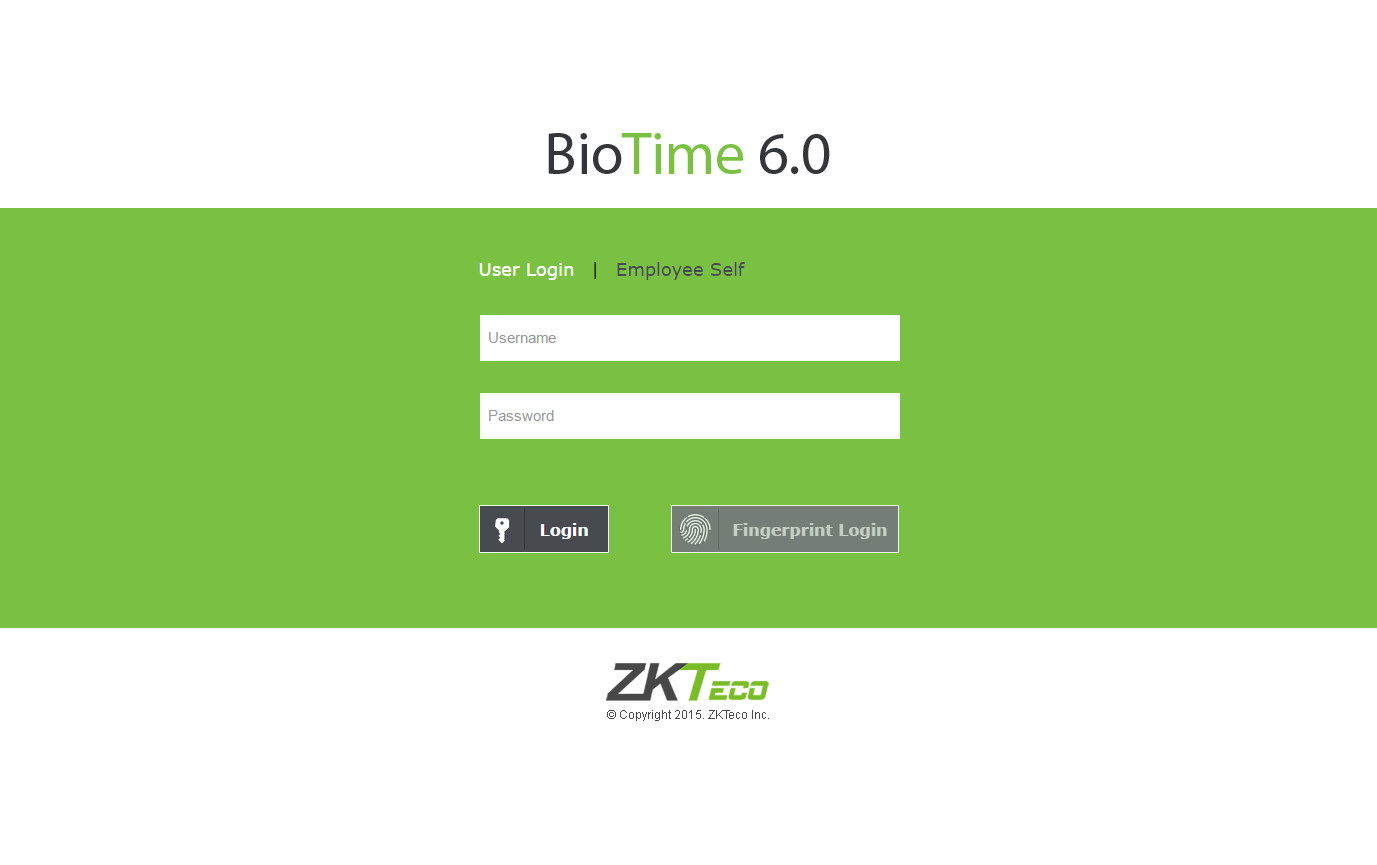 BioTime 6.0
User Login | Employee Self
Username
Password
Login Fingerprint Login
ZKTECO
© Copyright 2015. ZKTeco Inc.